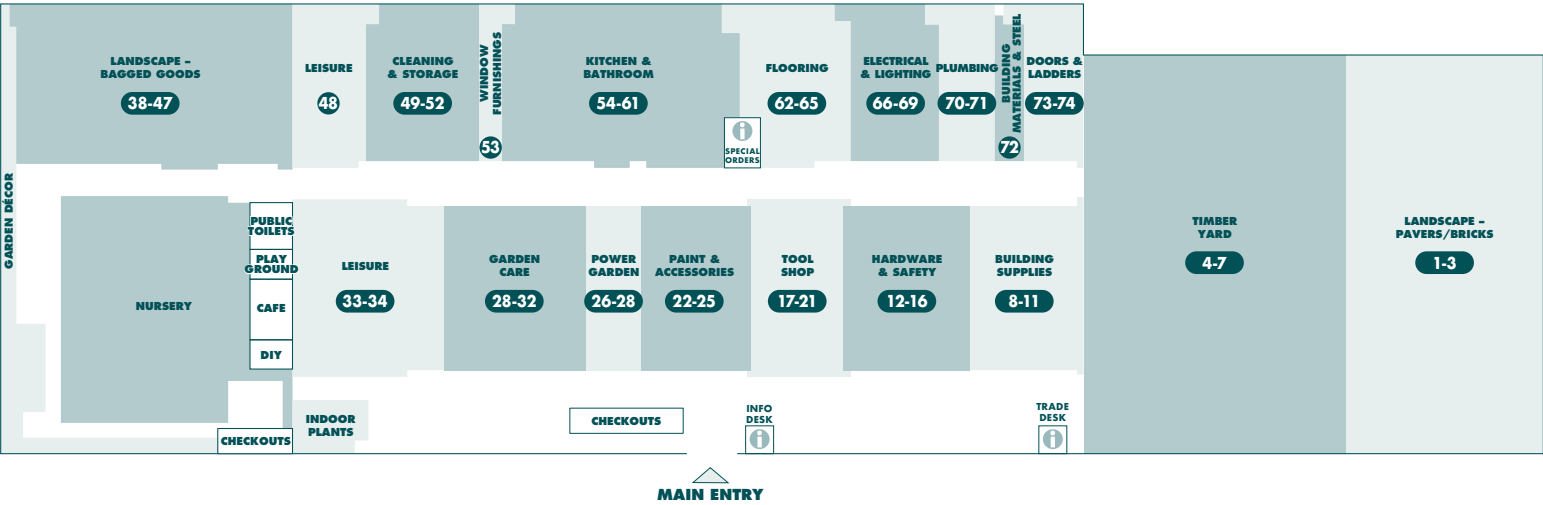 LANDSCAPE –
BAGGED GOODS
38-47
LEISURE
48
CLEANING
& STORAGE
49-52
WINDOW
FURNISHINGS
53
KITCHEN &
BATHROOM
54-61
SPECIAL
ORDERS
FLOORING
62-65
ELECTRICAL
& LIGHTING
66-69
PLUMBING
70-71
BUILDING
MATERIALS & STEEL
72
DOORS &
LADDERS
73-74
GARDEN DÉCOR
NURSERY
PUBLIC
TOILETS
PLAY
GROUND
CAFE
DIY
LEISURE
33-34
GARDEN
CARE
28-32
POWER
GARDEN
26-28
PAINT &
ACCESSORIES
22-25
TOOL
SHOP
17-21
HARDWARE
& SAFETY
12-16
BUILDING
SUPPLIES
8-11
TIMBER
YARD
4-7
LANDSCAPE –
PAVERS/BRICKS
1-3
CHECKOUTS
INDOOR
PLANTS
CHECKOUTS
INFO
DESK
TRADE
DESK
MAIN ENTRY